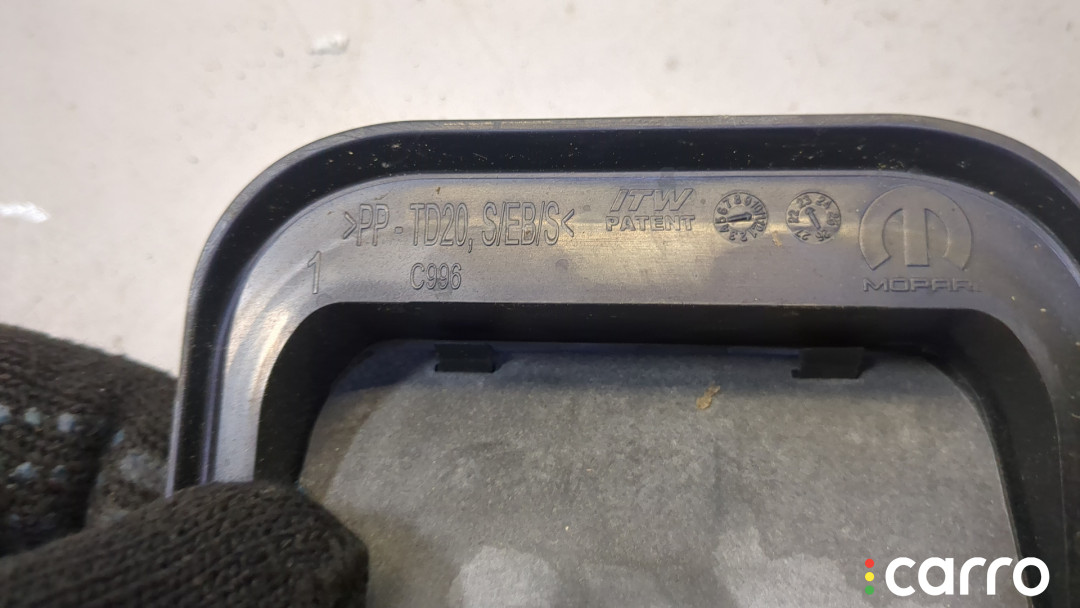 >PP - TD20, S/EB/S<
ITW
PATENT
1
C996
MOPAR
carro